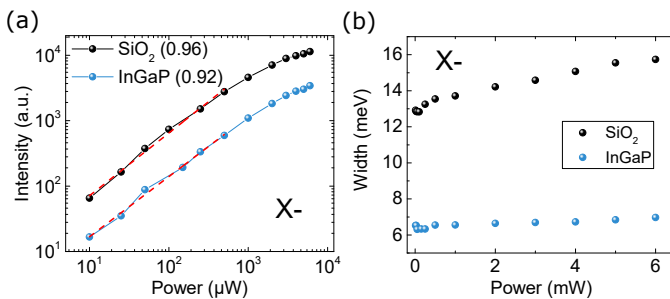 (a)
SiO2 (0.96)
InGaP (0.92)
X-
Intensity (a.u.)
10^4
10^3
10^2
10^1
10^1
10^2
10^3
10^4
Power (μW)
(b)
X-
SiO2
InGaP
Width (meV)
16
14
12
10
8
6
0
2
4
6
Power (mW)